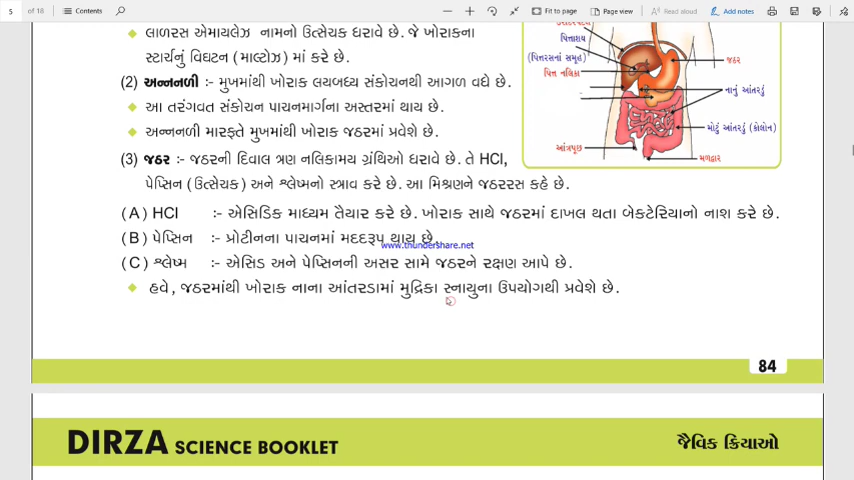 5 of 18
Contents
Fit to page
Page view
Read aloud
Add notes
લાળરસ એમાયલેઝ નામનો ઉત્સેચક ધરાવે છે. જે ખોરાકના
સ્ટાર્ચનું વિઘટન (માલ્ટોઝ) માં કરે છે.
(2) અન્નનળી :- મુખમાંથી ખોરાક લયબધ્ધ સંકોચનથી આગળ વધે છે.
આ તરંગવત સંકોચન પાચનમાર્ગના અસ્તરમાં થાય છે.
અન્નનળી મારફતે મુખમાંથી ખોરાક જઠરમાં પ્રવેશે છે.
(3) જઠર :- જઠરની દિવાલ ત્રણ નલિકામય ગ્રંથિઓ ધરાવે છે. તે HCl,
પેપ્સિન (ઉત્સેચક) અને શ્લેષ્મનો સ્ત્રાવ કરે છે. આ મિશ્રણને જઠરરસ કહે છે.
પિત્તાશય
(પિત્તરસનાં સમૂહ)
પિત્ત નલિકા
જઠર
નાનું આંતરડું
મોટું આંતરડું (કોલોન)
આંત્રપૂછ
મળદ્વાર
(A) HCl :- એસિડિક માધ્યમ તૈયાર કરે છે. ખોરાક સાથે જઠરમાં દાખલ થતા બેકટેરિયાનો નાશ કરે છે.
(B) પેપ્સિન :- પ્રોટીનના પાચનમાં મદદરૂપ થાય છે.
www.thundershare.net
(C) શ્લેષ્મ :- એસિડ અને પેપ્સિનની અસર સામે જઠરને રક્ષણ આપે છે.
હવે, જઠરમાંથી ખોરાક નાના આંતરડામાં મુદ્રિકા સ્નાયુના ઉપયોગથી પ્રવેશે છે.
84
DIRZA SCIENCE BOOKLET
જૈવિક ક્રિયાઓ